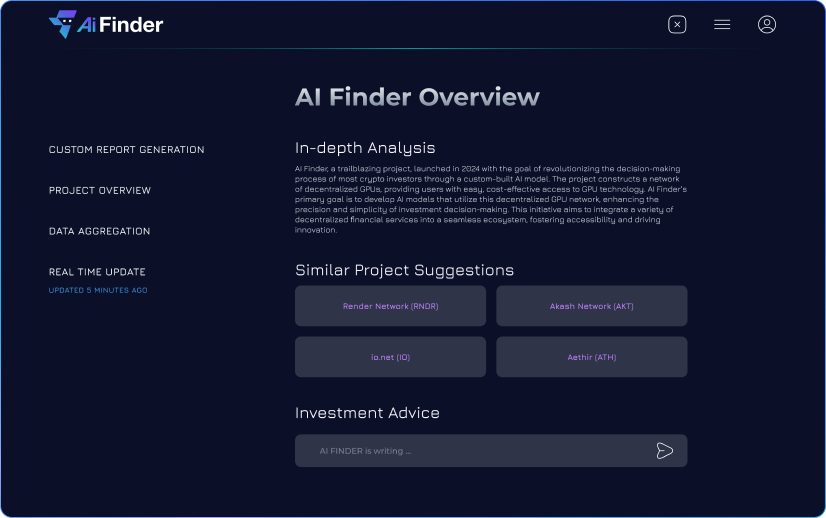 Ai Finder
AI Finder Overview
CUSTOM REPORT GENERATION
PROJECT OVERVIEW
DATA AGGREGATION
REAL TIME UPDATE
UPDATED 5 MINUTES AGO
In-depth Analysis
AI Finder, a trailblazing project, launched in 2024 with the goal of revolutionizing the decision-making
process of most crypto investors through a custom-built AI model. The project constructs a network
of decentralized GPUs, providing users with easy, cost-effective access to GPU technology. AI Finder's
primary goal is to develop AI models that utilize this decentralized GPU network, enhancing the
precision and simplicity of investment decision-making. This initiative aims to integrate a variety of
decentralized financial services into a seamless ecosystem, fostering accessibility and driving
innovation.
Similar Project Suggestions
Render Network (RNDR)
Akash Network (AKT)
io.net (IO)
Aethir (ATH)
Investment Advice
AI FINDER is writing ...